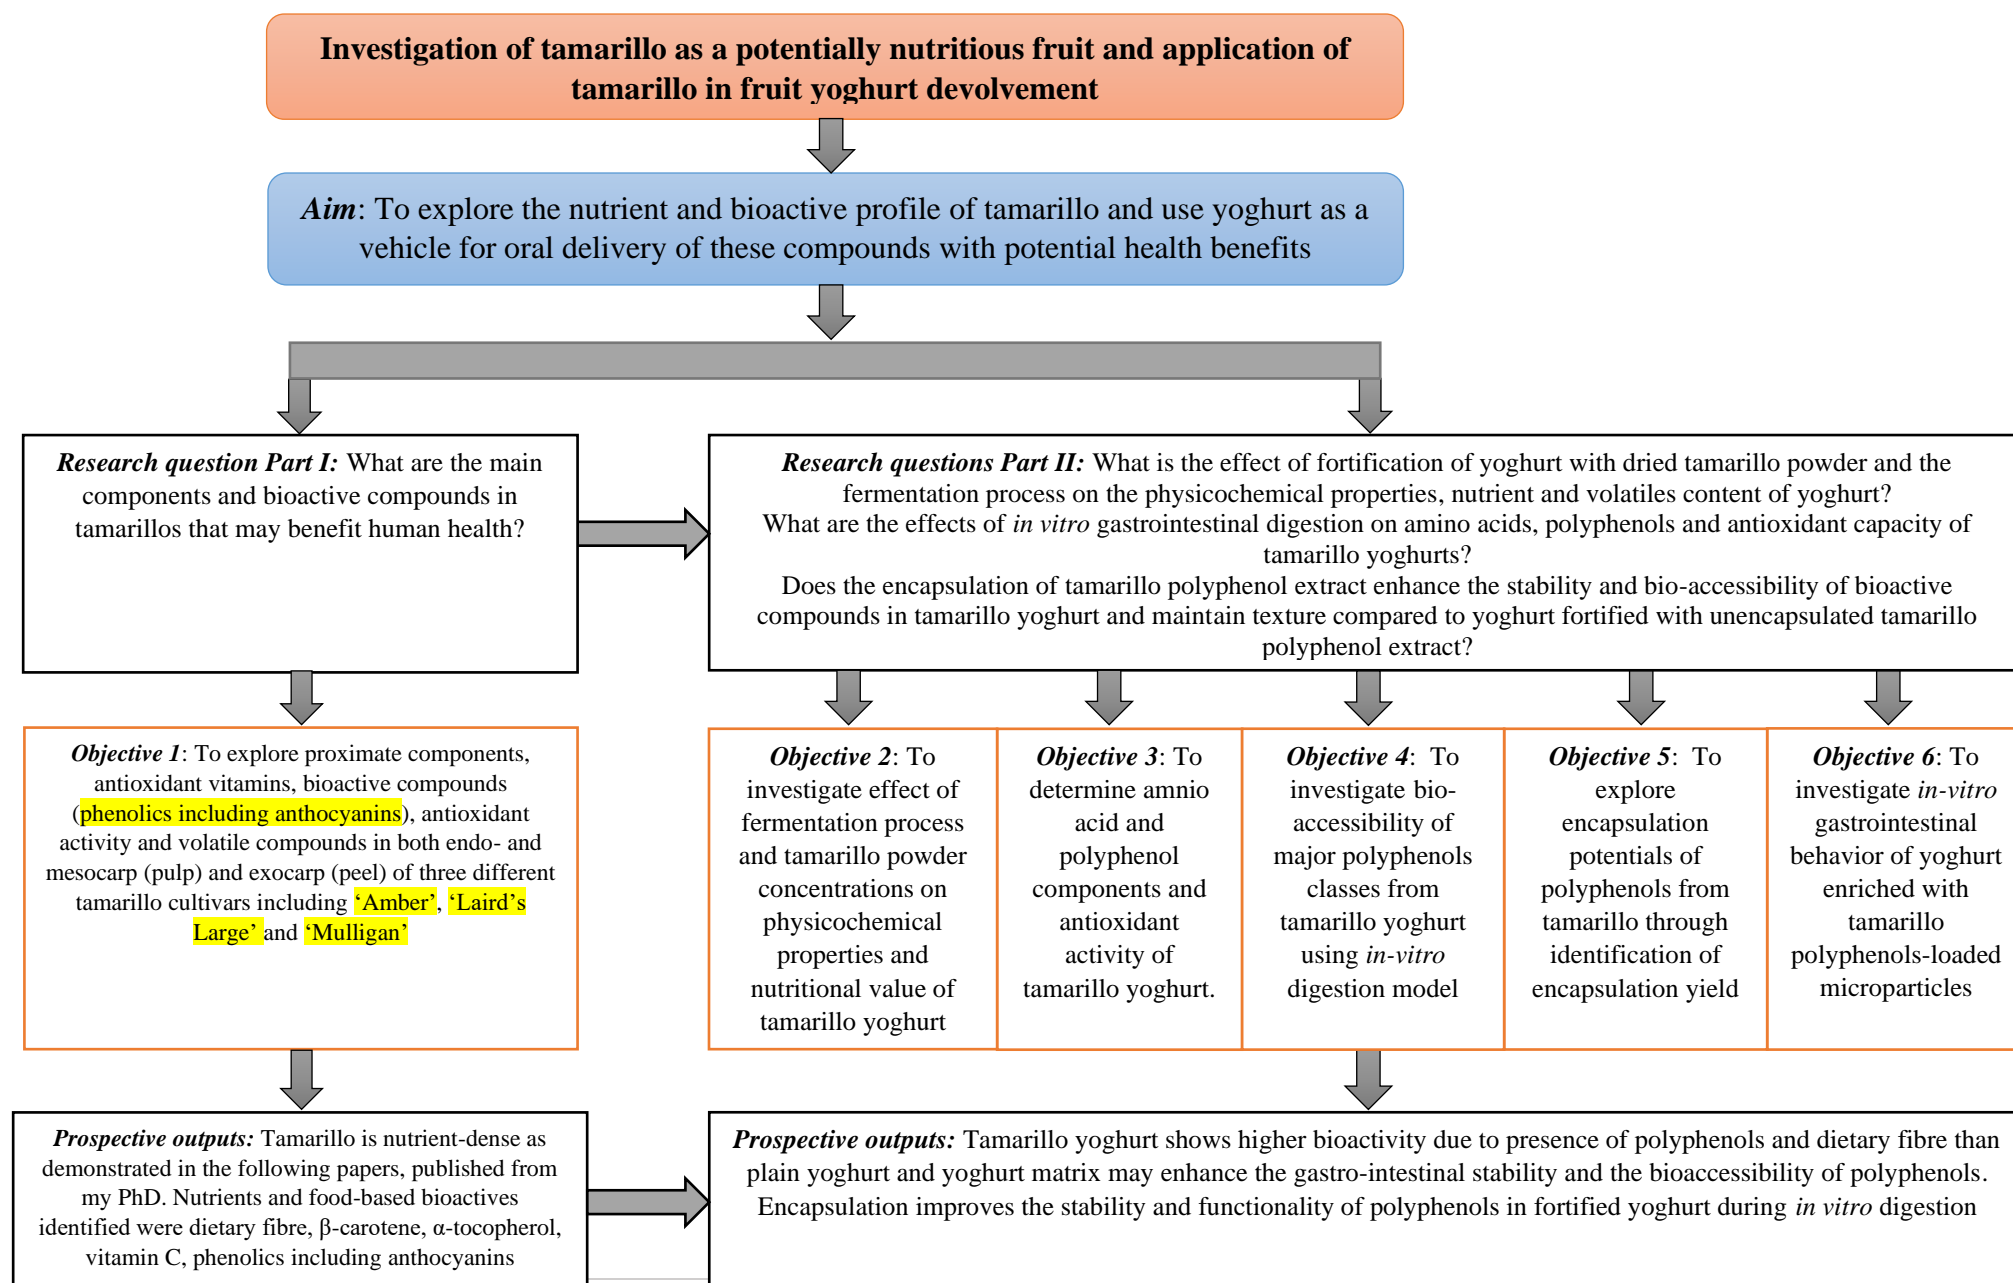 Investigation of tamarillo as a potentially nutritious fruit and application of
tamarillo in fruit yoghurt devolvement
Aim: To explore the nutrient and bioactive profile of tamarillo and use yoghurt as a
vehicle for oral delivery of these compounds with potential health benefits
Research question Part I: What are the main
components and bioactive compounds in
tamarillos that may benefit human health?
Research questions Part II: What is the effect of fortification of yoghurt with dried tamarillo powder and the
fermentation process on the physicochemical properties, nutrient and volatiles content of yoghurt?
What are the effects of in vitro gastrointestinal digestion on amino acids, polyphenols and antioxidant capacity of
tamarillo yoghurts?
Does the encapsulation of tamarillo polyphenol extract enhance the stability and bio-accessibility of bioactive
compounds in tamarillo yoghurt and maintain texture compared to yoghurt fortified with unencapsulated tamarillo
polyphenol extract?
Objective 1: To explore proximate components,
antioxidant vitamins, bioactive compounds
(phenolics including anthocyanins), antioxidant
activity and volatile compounds in both endo- and
mesocarp (pulp) and exocarp (peel) of three different
tamarillo cultivars including ‘Amber’, ‘Laird’s
Large’ and ‘Mulligan’
Objective 2: To
investigate effect of
fermentation process
and tamarillo powder
concentrations on
physicochemical
properties and
nutritional value of
tamarillo yoghurt
Objective 3: To
determine amnio
acid and
polyphenol
components and
antioxidant
activity of
tamarillo yoghurt.
Objective 4: To
investigate bio-
accessibility of
major polyphenols
classes from
tamarillo yoghurt
using in-vitro
digestion model
Objective 5: To
explore
encapsulation
potentials of
polyphenols from
tamarillo through
identification of
encapsulation yield
Objective 6: To
investigate in-vitro
gastrointestinal
behavior of yoghurt
enriched with
tamarillo
polyphenols-loaded
microparticles
Prospective outputs: Tamarillo is nutrient-dense as
demonstrated in the following papers, published from
my PhD. Nutrients and food-based bioactives
identified were dietary fibre, β-carotene, α-tocopherol,
vitamin C, phenolics including anthocyanins
Prospective outputs: Tamarillo yoghurt shows higher bioactivity due to presence of polyphenols and dietary fibre than
plain yoghurt and yoghurt matrix may enhance the gastro-intestinal stability and the bioaccessibility of polyphenols.
Encapsulation improves the stability and functionality of polyphenols in fortified yoghurt during in vitro digestion